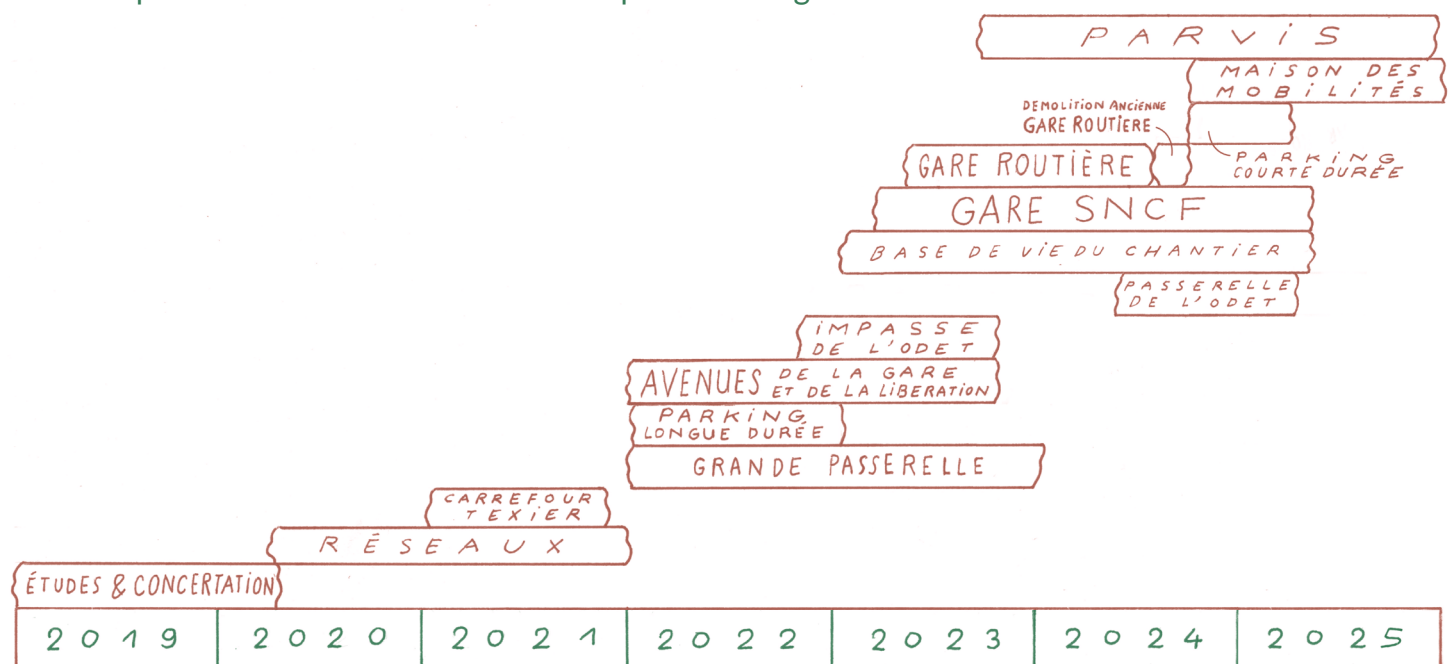 PARViS
MAiSON DES
MOBiLiTÉS
DEMOLiTiON ANCiENNE
GARE ROUTiERE
PARKiNG
COURTE DURÉE
GARE ROUTiÈRE
GARE SNCF
BASE DE ViE DU CHANTiER
PASSERELLE
DE L'ODET
iMPASSE
DE L'ODET
AVENUES DE LA GARE
ET DE LA LiBERATiON
PARKiNG
LONGUE DURÉE
GRANDE PASSERELLE
CARREFOUR
TEXiER
RÉSEAUX
ÉTUDES & CONCERTATiON
2019 2020 2021 2022 2023 2024 2025